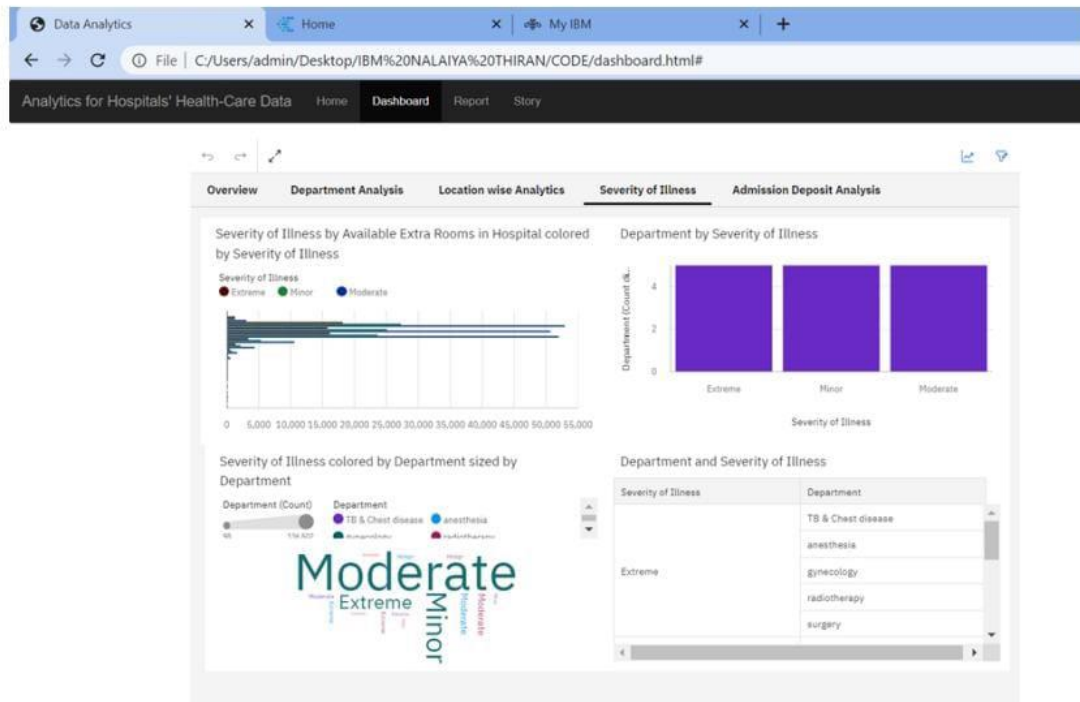 Data Analytics
Home
My IBM
File C:/Users/admin/Desktop/IBM%20NALAIYA%20THIRAN/CODE/dashboard.html#
Analytics for Hospitals' Health-Care Data Home Dashboard Report Story
Overview Department Analysis Location wise Analytics Severity of Illness Admission Deposit Analysis
Severity of Illness by Available Extra Rooms in Hospital colored
by Severity of Illness
Severity of Illness
Extreme Minor Moderate
0 5,000 10,000 15,000 20,000 25,000 30,000 35,000 40,000 45,000 50,000 55,000
Department by Severity of Illness
Department (Count di...
4
2
0
Extreme Minor Moderate
Severity of Illness
Severity of Illness colored by Department sized by
Department
Department (Count) Department
TB & Chest disease anesthesia
gynecology radiotherapy
Moderate
Extreme
Minor
Moderate
Moderate
Department and Severity of Illness
Severity of Illness Department
TB & Chest disease
anesthesia
Extreme gynecology
radiotherapy
surgery